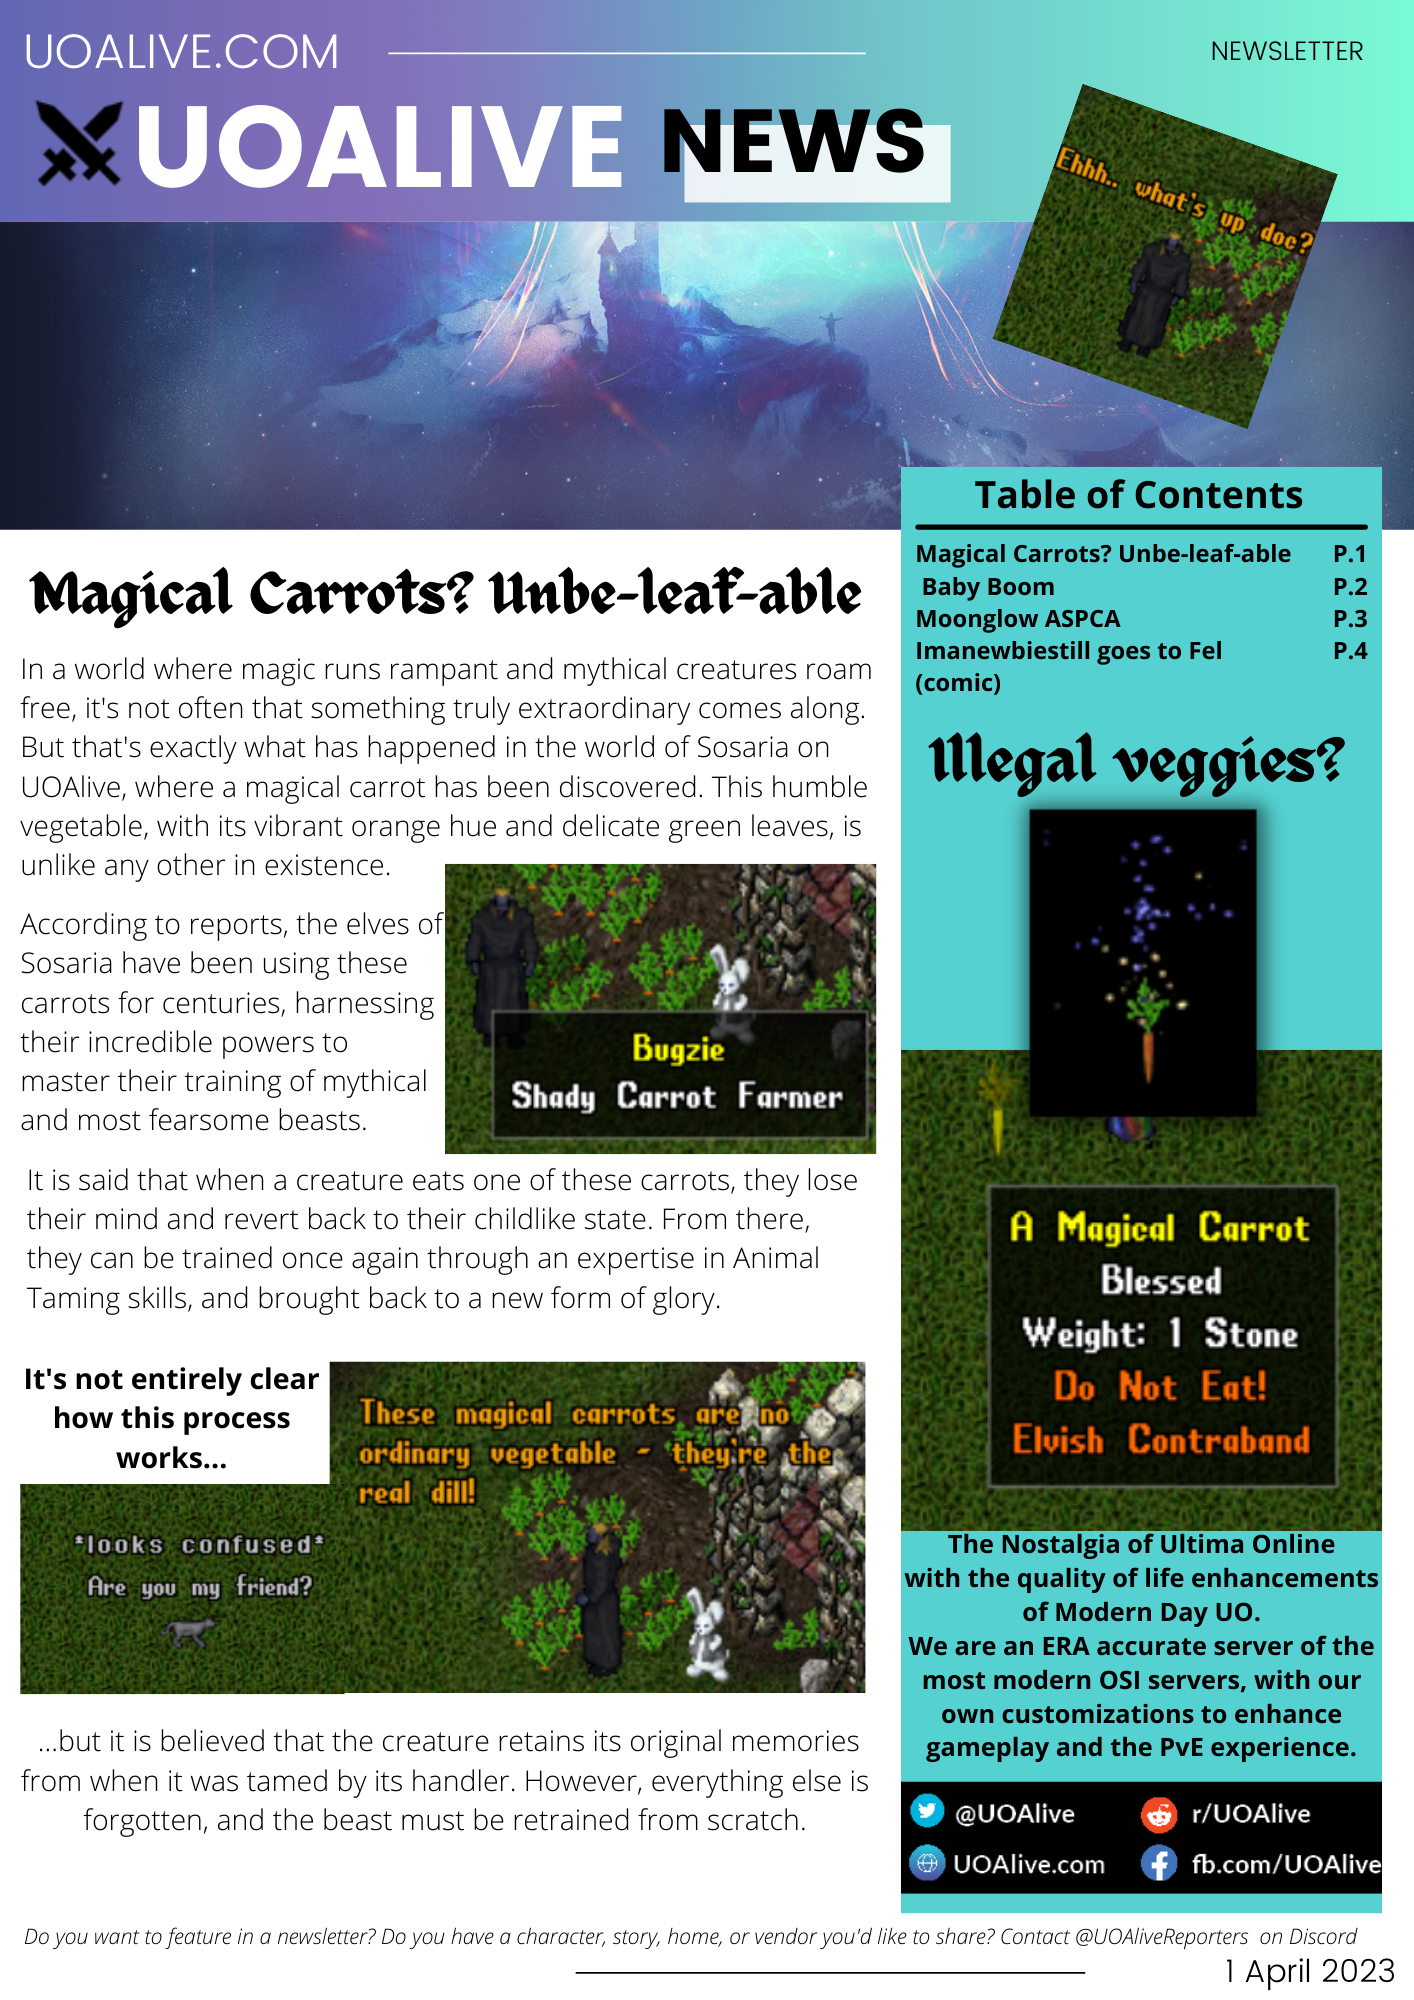 UOALIVE.COM
NEWSLETTER
UOALIVE NEWS
Ehhh.. what's up doc?
Magical Carrots? Unbe-leaf-able
In a world where magic runs rampant and mythical creatures roam
free, it's not often that something truly extraordinary comes along.
But that's exactly what has happened in the world of Sosaria on
UOAlive, where a magical carrot has been discovered. This humble
vegetable, with its vibrant orange hue and delicate green leaves, is
unlike any other in existence.
According to reports, the elves of
Sosaria have been using these
carrots for centuries, harnessing
their incredible powers to
master their training of mythical
and most fearsome beasts.
Bugzie
Shady Carrot Farmer
It is said that when a creature eats one of these carrots, they lose
their mind and revert back to their childlike state. From there,
they can be trained once again through an expertise in Animal
Taming skills, and brought back to a new form of glory.
It's not entirely clear
how this process
works...
These magical carrots are no
ordinary vegetable - they're the
real dill!
*looks confused*
Are you my friend?
...but it is believed that the creature retains its original memories
from when it was tamed by its handler. However, everything else is
forgotten, and the beast must be retrained from scratch.
Table of Contents
Magical Carrots? Unbe-leaf-able P.1
Baby Boom P.2
Moonglow ASPCA P.3
Imanewbiestill goes to Fel P.4
(comic)
Illegal veggies?
A Magical Carrot
Blessed
Weight: 1 Stone
Do Not Eat!
Elvish Contraband
The Nostalgia of Ultima Online
with the quality of life enhancements
of Modern Day UO.
We are an ERA accurate server of the
most modern OSI servers, with our
own customizations to enhance
gameplay and the PvE experience.
@UOAlive r/UOAlive
UOAlive.com fb.com/UOAlive
Do you want to feature in a newsletter? Do you have a character, story, home, or vendor you'd like to share? Contact @UOAliveReporters on Discord
1 April 2023